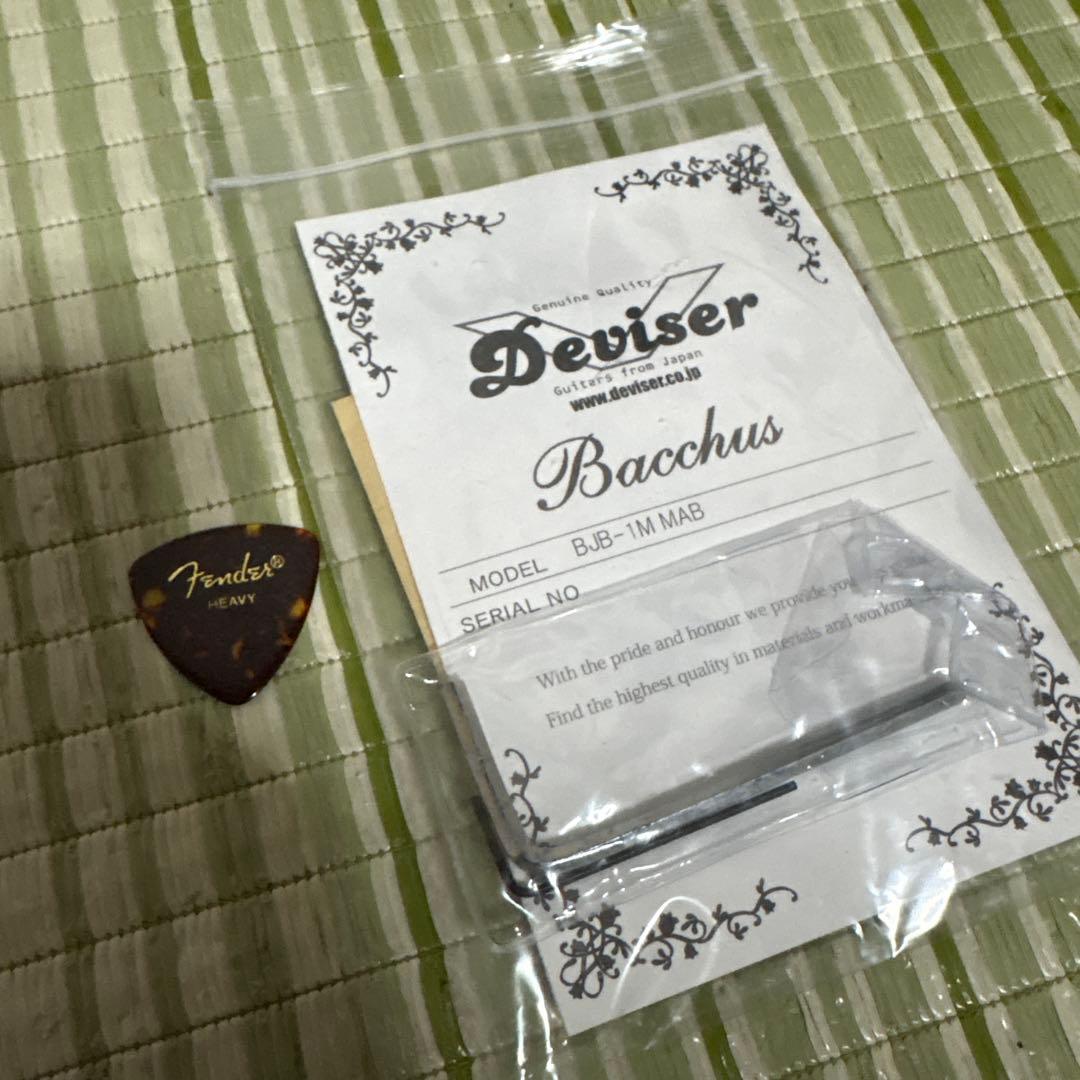 Genuine Quality
Deviser
Guitars from Japan
www.deviser.co.jp
Bacchus
MODEL BJB-1M MAB
SERIAL NO
With the pride and honour we provide you
Find the highest quality in materials and
Fender®
HEAVY